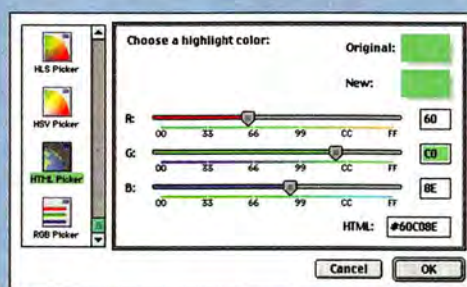 Choose a highlight color:
Original:
New:
HLS Picker
HSV Picker
HTML Picker
RGB Picker
R:
00 33 66 99 CC FF
60
G:
00 33 66 99 CC FF
C0
B:
00 33 66 99 CC FF
8E
HTML: #60C08E
Cancel OK